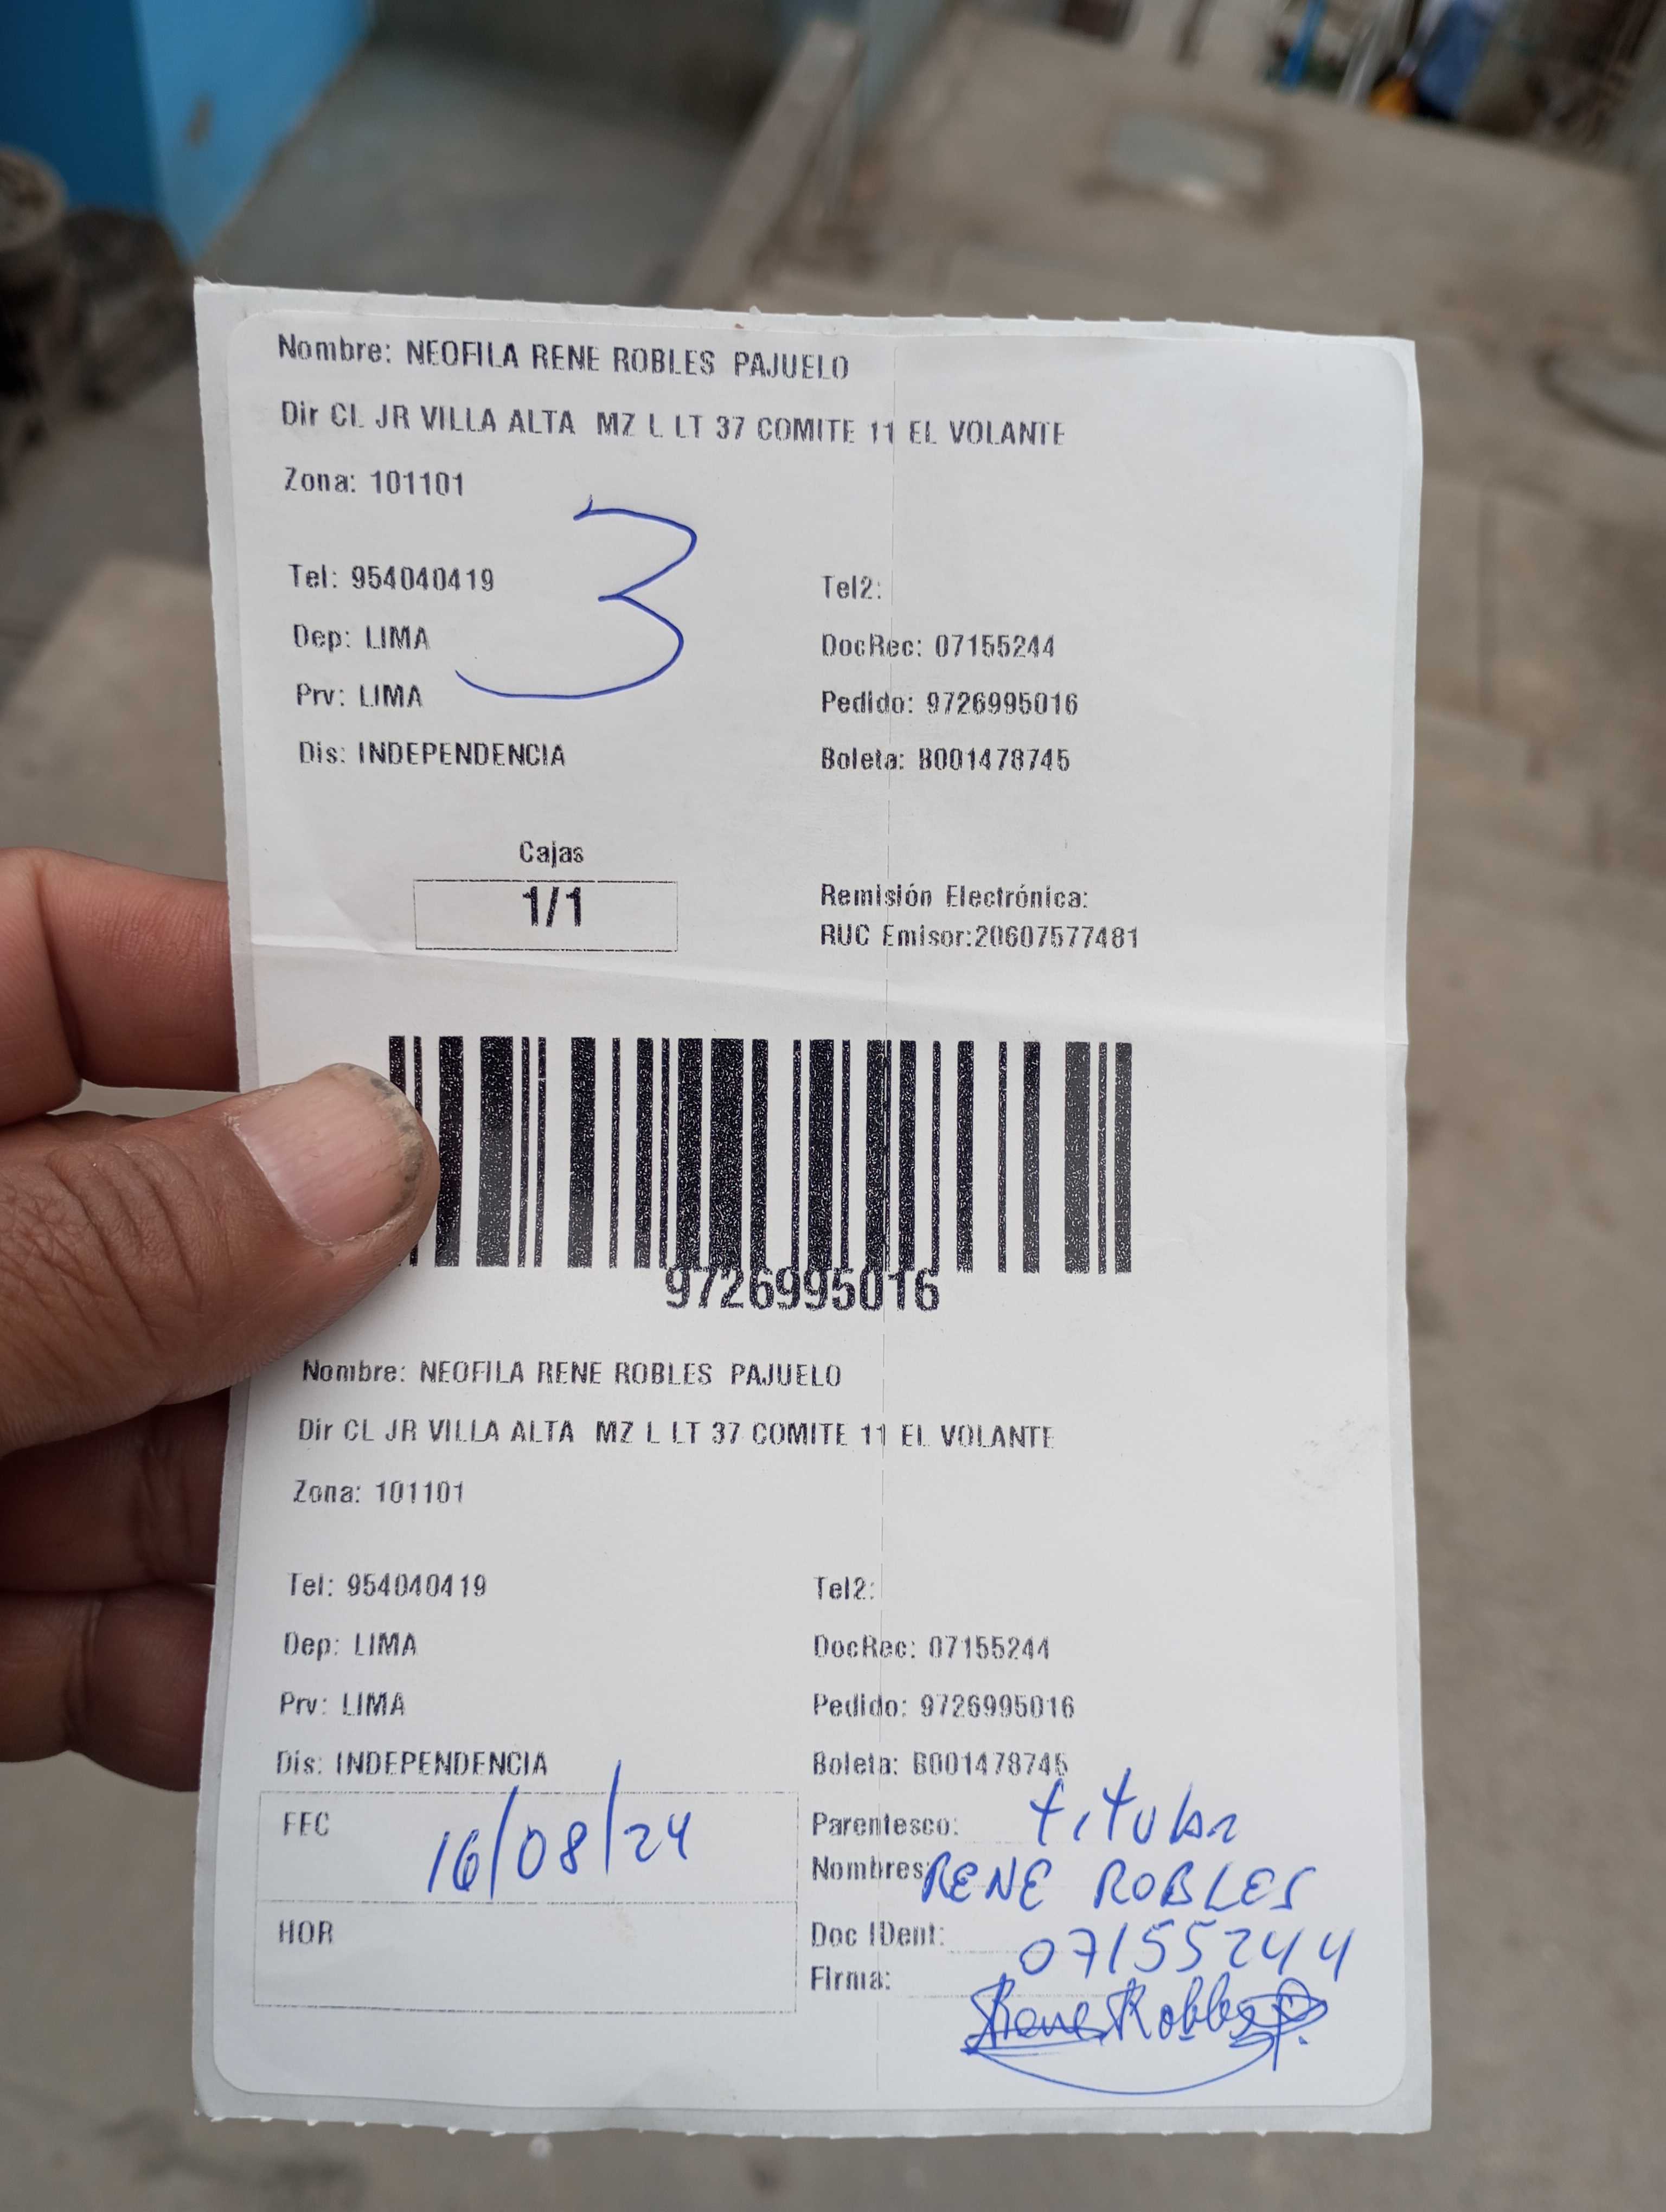 Nombre: NEOFILA RENE ROBLES PAJUELO
Dir CL JR VILLA ALTA MZ L LT 37 COMITE 11 EL VOLANTE
Zona: 101101
3
Tel: 954040419 Tel2:
Dep: LIMA DocRec: 07155244
Prv: LIMA Pedido: 9726995016
Dis: INDEPENDENCIA Boleta: B001478745
Cajas
1/1
Remisión Electrónica:
RUC Emisor:20607577481
9726995016
Nombre: NEOFILA RENE ROBLES PAJUELO
Dir CL JR VILLA ALTA MZ L LT 37 COMITE 11 EL VOLANTE
Zona: 101101
Tel: 954040419 Tel2:
Dep: LIMA DocRec: 07155244
Prv: LIMA Pedido: 9726995016
Dis: INDEPENDENCIA Boleta: B001478745
FEC 16/08/24
Parentesco: titular
Nombres: RENE ROBLES
HOR
Doc IDent: 07155244
Firma: Rene Robles P.